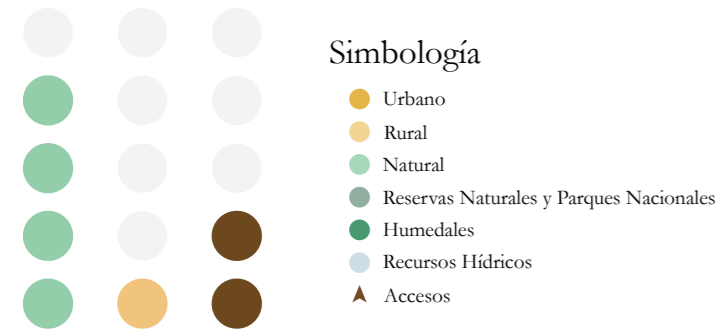 Simbología
Urbano
Rural
Natural
Reservas Naturales y Parques Nacionales
Humedales
Recursos Hídricos
Accesos